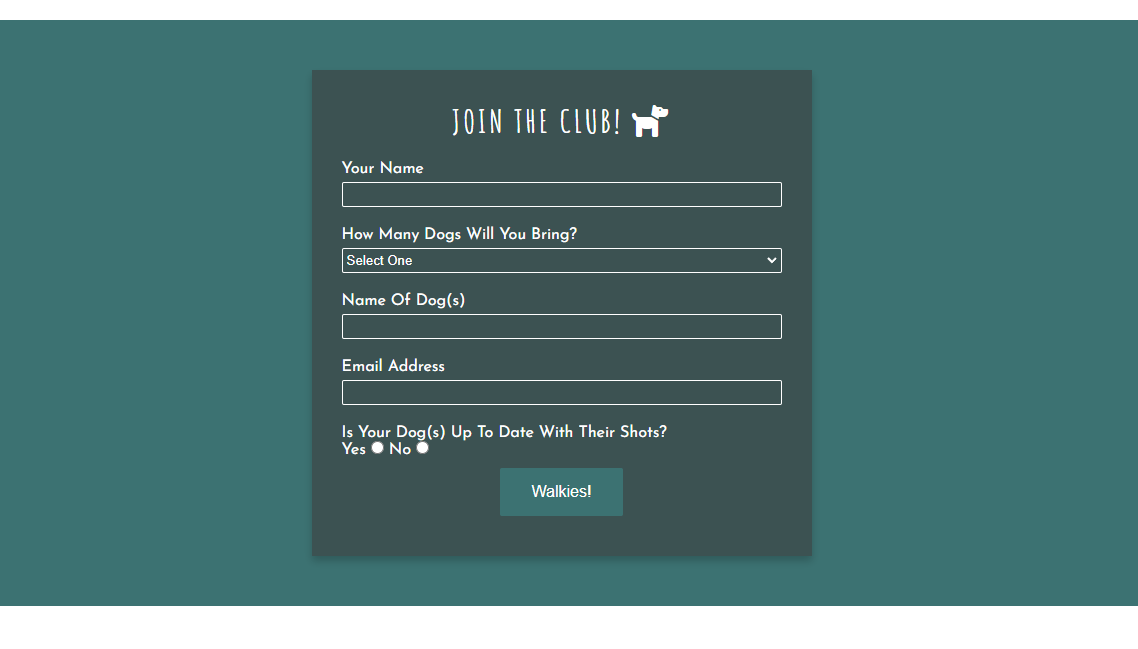 JOIN THE CLUB!
Your Name
How Many Dogs Will You Bring?
Select One
Name Of Dog(s)
Email Address
Is Your Dog(s) Up To Date With Their Shots?
Yes No
Walkies!